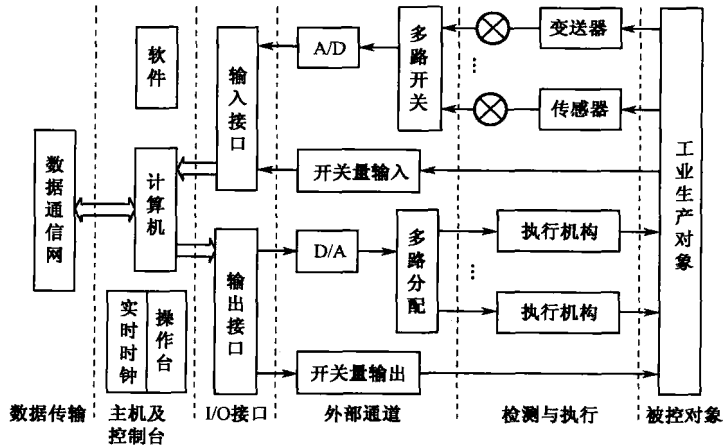 软件
输入接口
A/D
多路开关
变送器
...
传感器
数据通信网
计算机
开关量输入
工业生产对象
输出接口
D/A
多路分配
执行机构
...
执行机构
实时时钟
操作台
开关量输出
数据传输
主机及
控制台
I/O接口
外部通道
检测与执行
被控对象